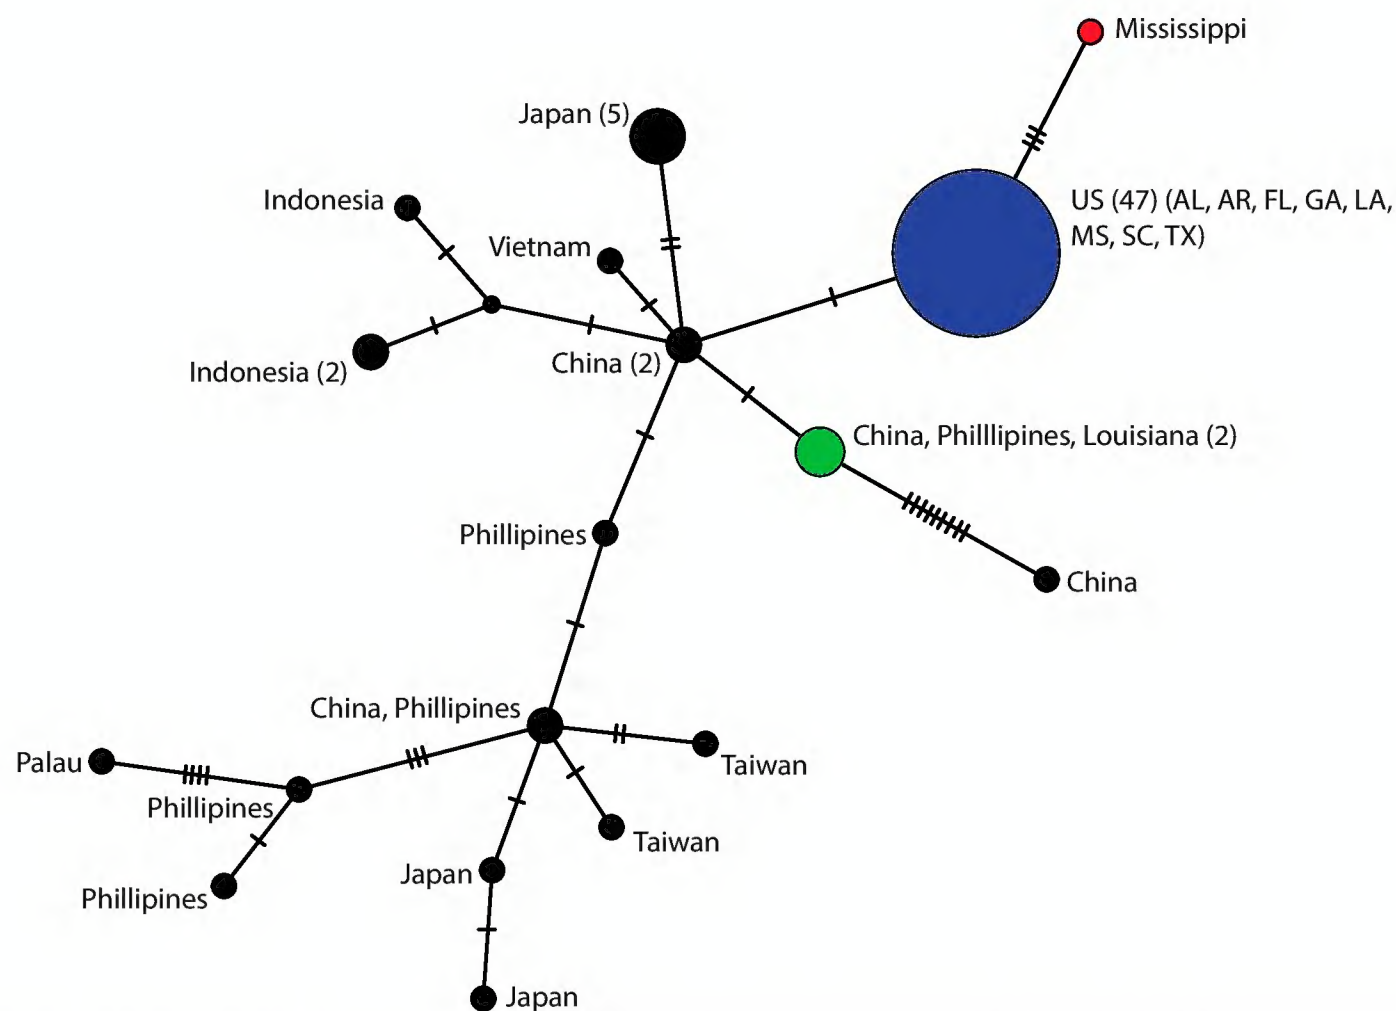 Mississippi
Japan (5)
US (47) (AL, AR, FL, GA, LA,
MS, SC, TX)
Indonesia
Vietnam
China (2)
Indonesia (2)
China, Philllipines, Louisiana (2)
Phillipines
China
China, Phillipines
Palau
Taiwan
Phillipines
Taiwan
Japan
Phillipines
Japan